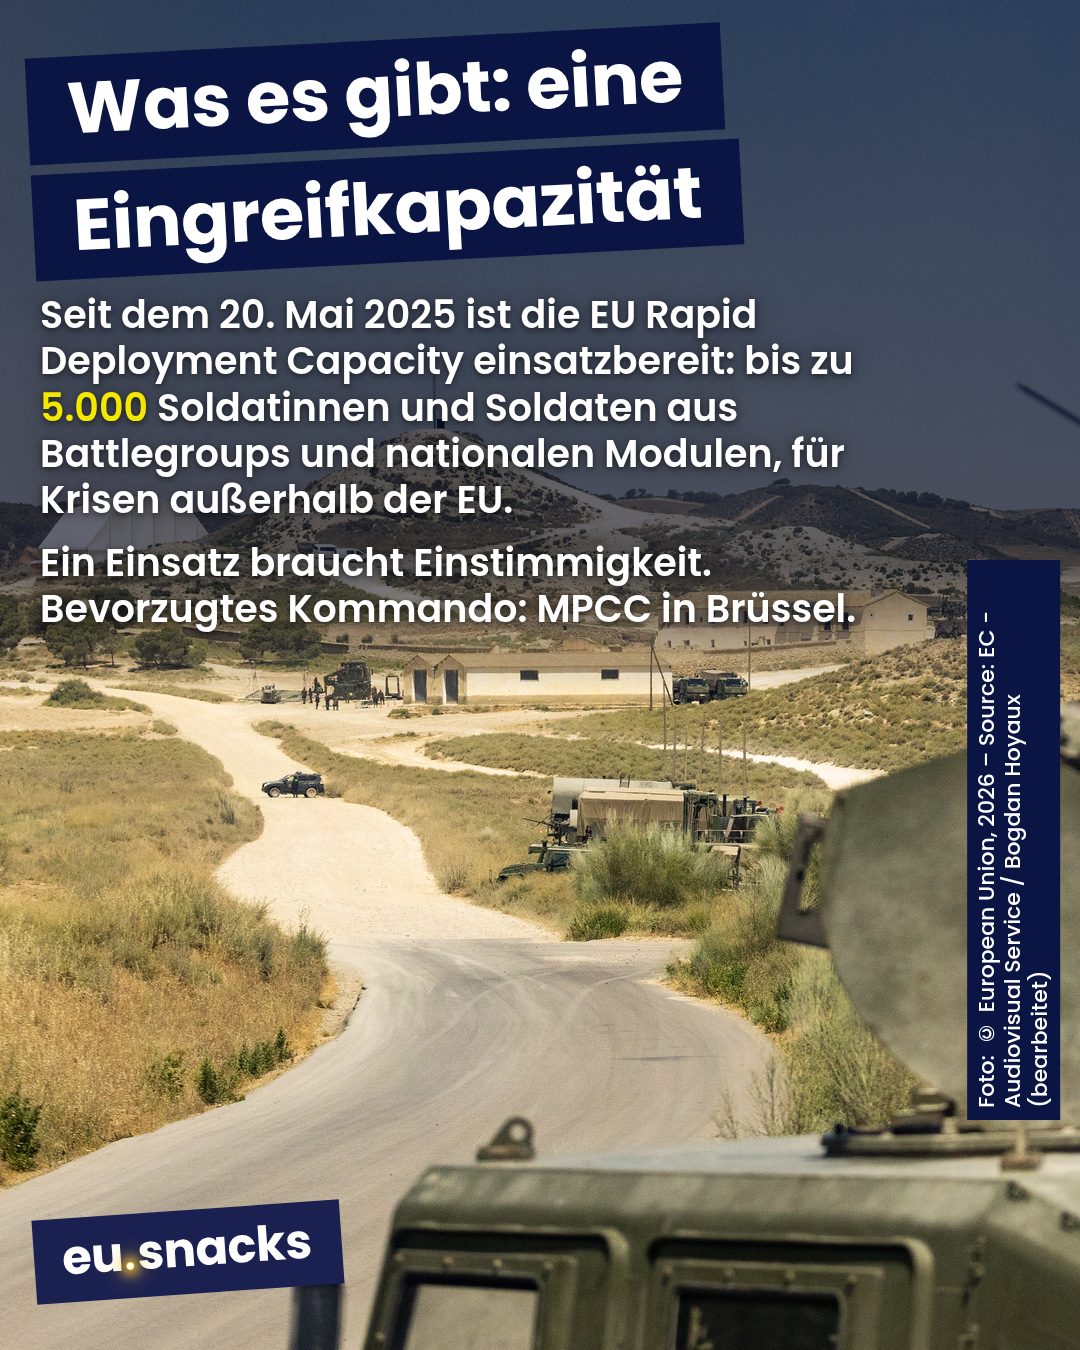 Was es gibt: eine
Eingreifkapazität
Seit dem 20. Mai 2025 ist die EU Rapid
Deployment Capacity einsatzbereit: bis zu
5.000 Soldatinnen und Soldaten aus
Battlegroups und nationalen Modulen, für
Krisen außerhalb der EU.
Ein Einsatz braucht Einstimmigkeit.
Bevorzugtes Kommando: MPCC in Brüssel.
Foto: © European Union, 2026 – Source: EC -
Audiovisual Service / Bogdan Hoyaux
(bearbeitet)
eu.snacks